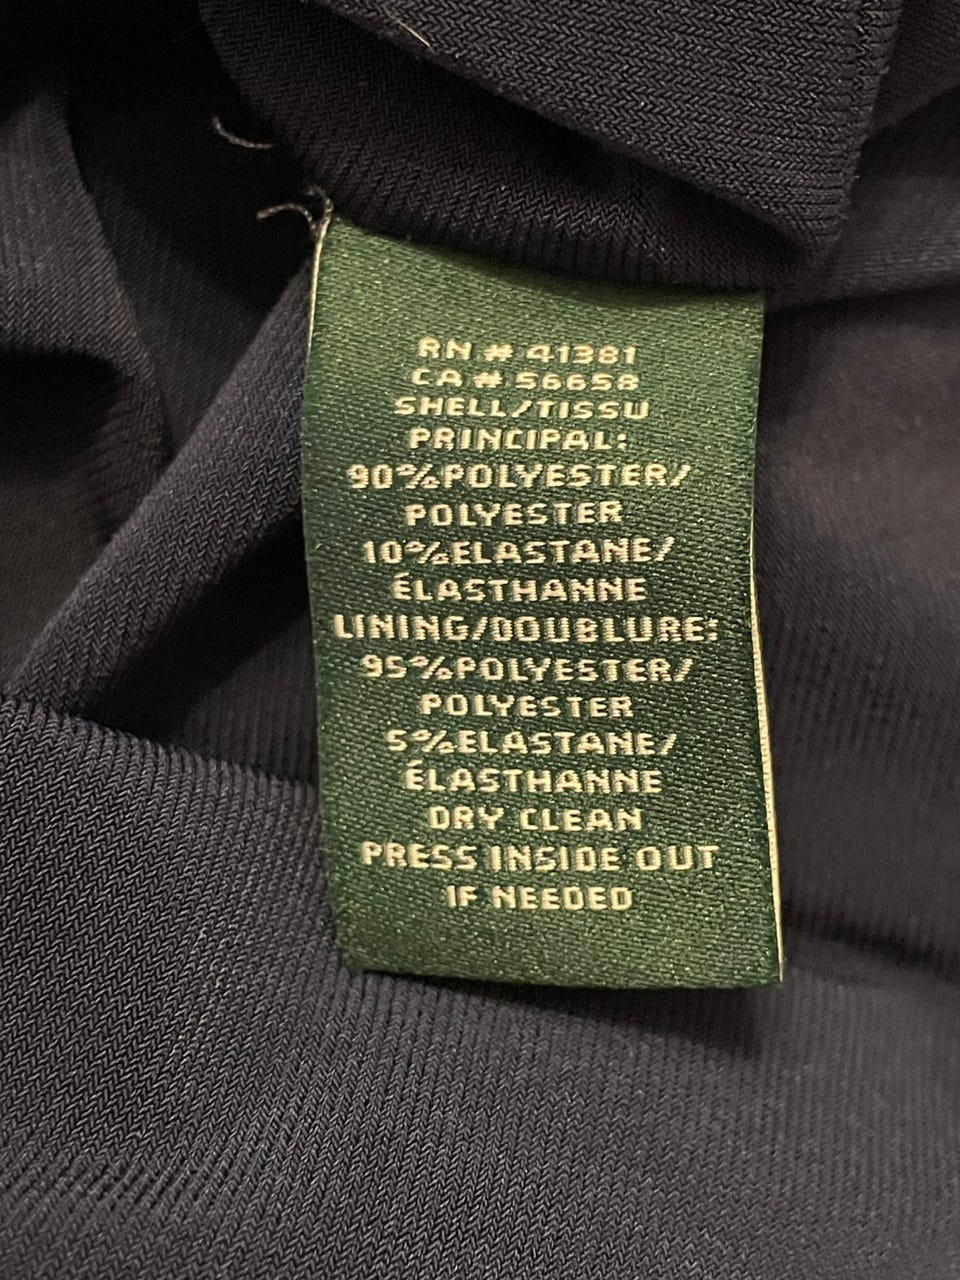 RN # 41381
CA # 56658
SHELL/TISSU
PRINCIPAL:
90%POLYESTER/
POLYESTER
10%ELASTANE/
ÉLASTHANNE
LINING/DOUBLURE:
95%POLYESTER/
POLYESTER
5%ELASTANE/
ÉLASTHANNE
DRY CLEAN
PRESS INSIDE OUT
IF NEEDED